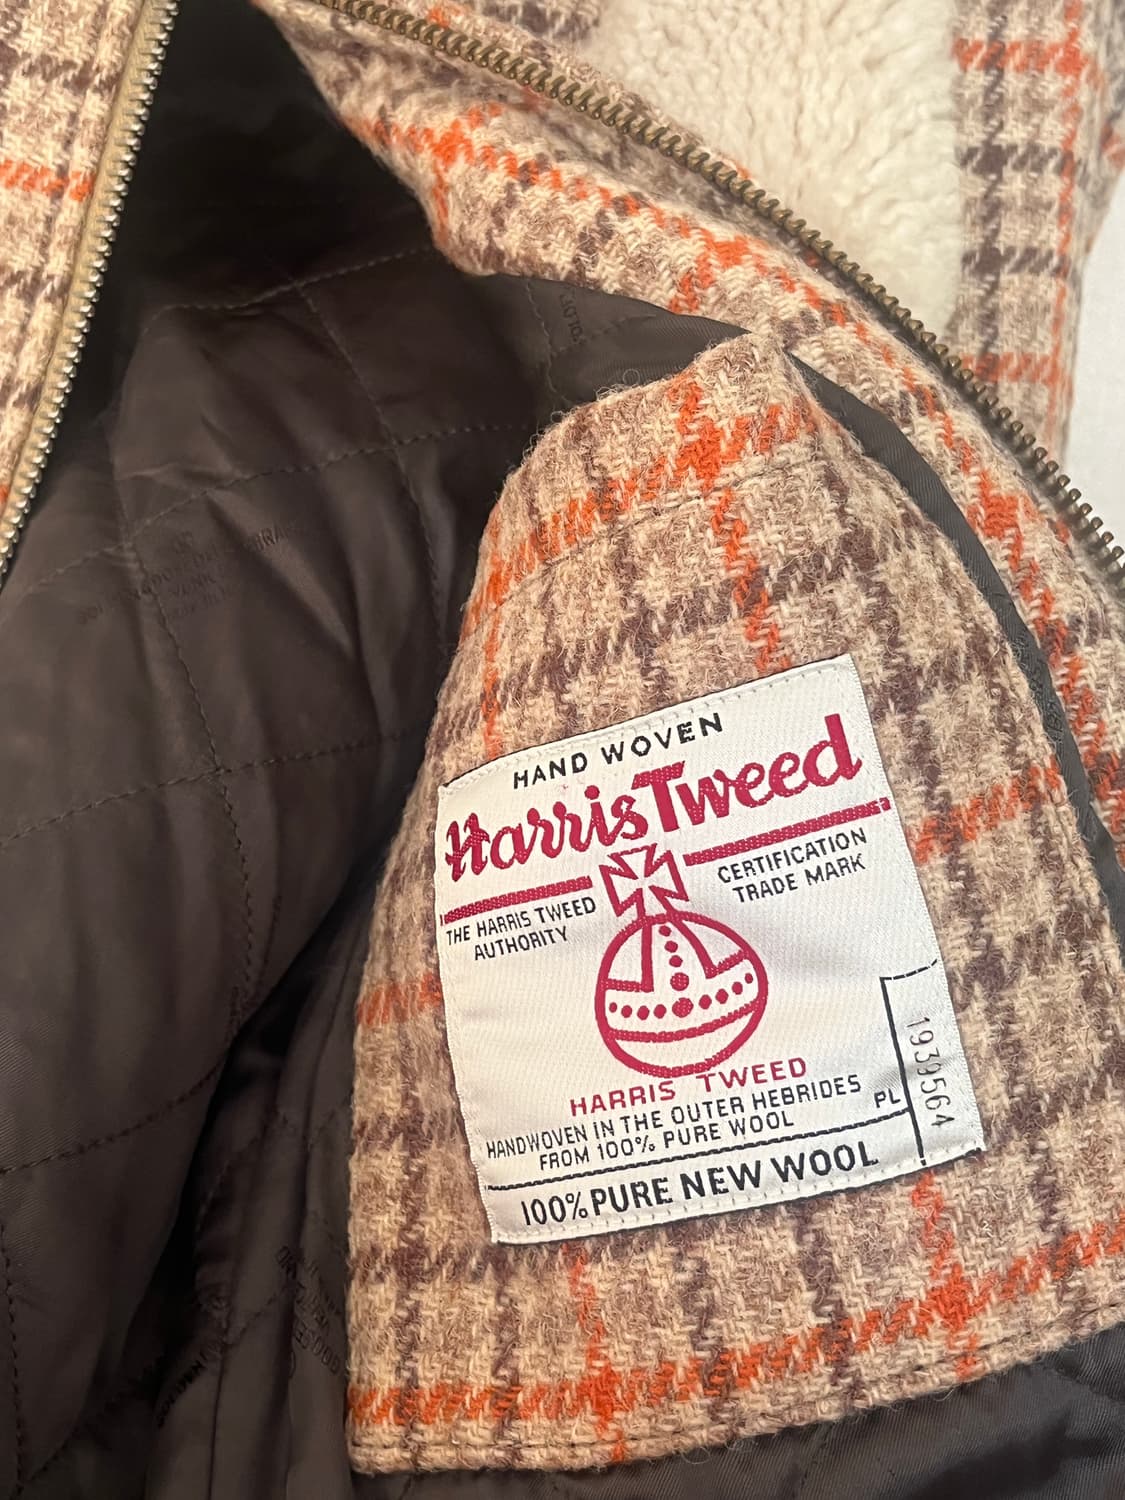 HAND WOVEN
Harris Tweed
THE HARRIS TWEED
AUTHORITY
CERTIFICATION
TRADE MARK
HARRIS TWEED
HANDWOVEN IN THE OUTER HEBRIDES
FROM 100% PURE WOOL
PL
1939564
100% PURE NEW WOOL